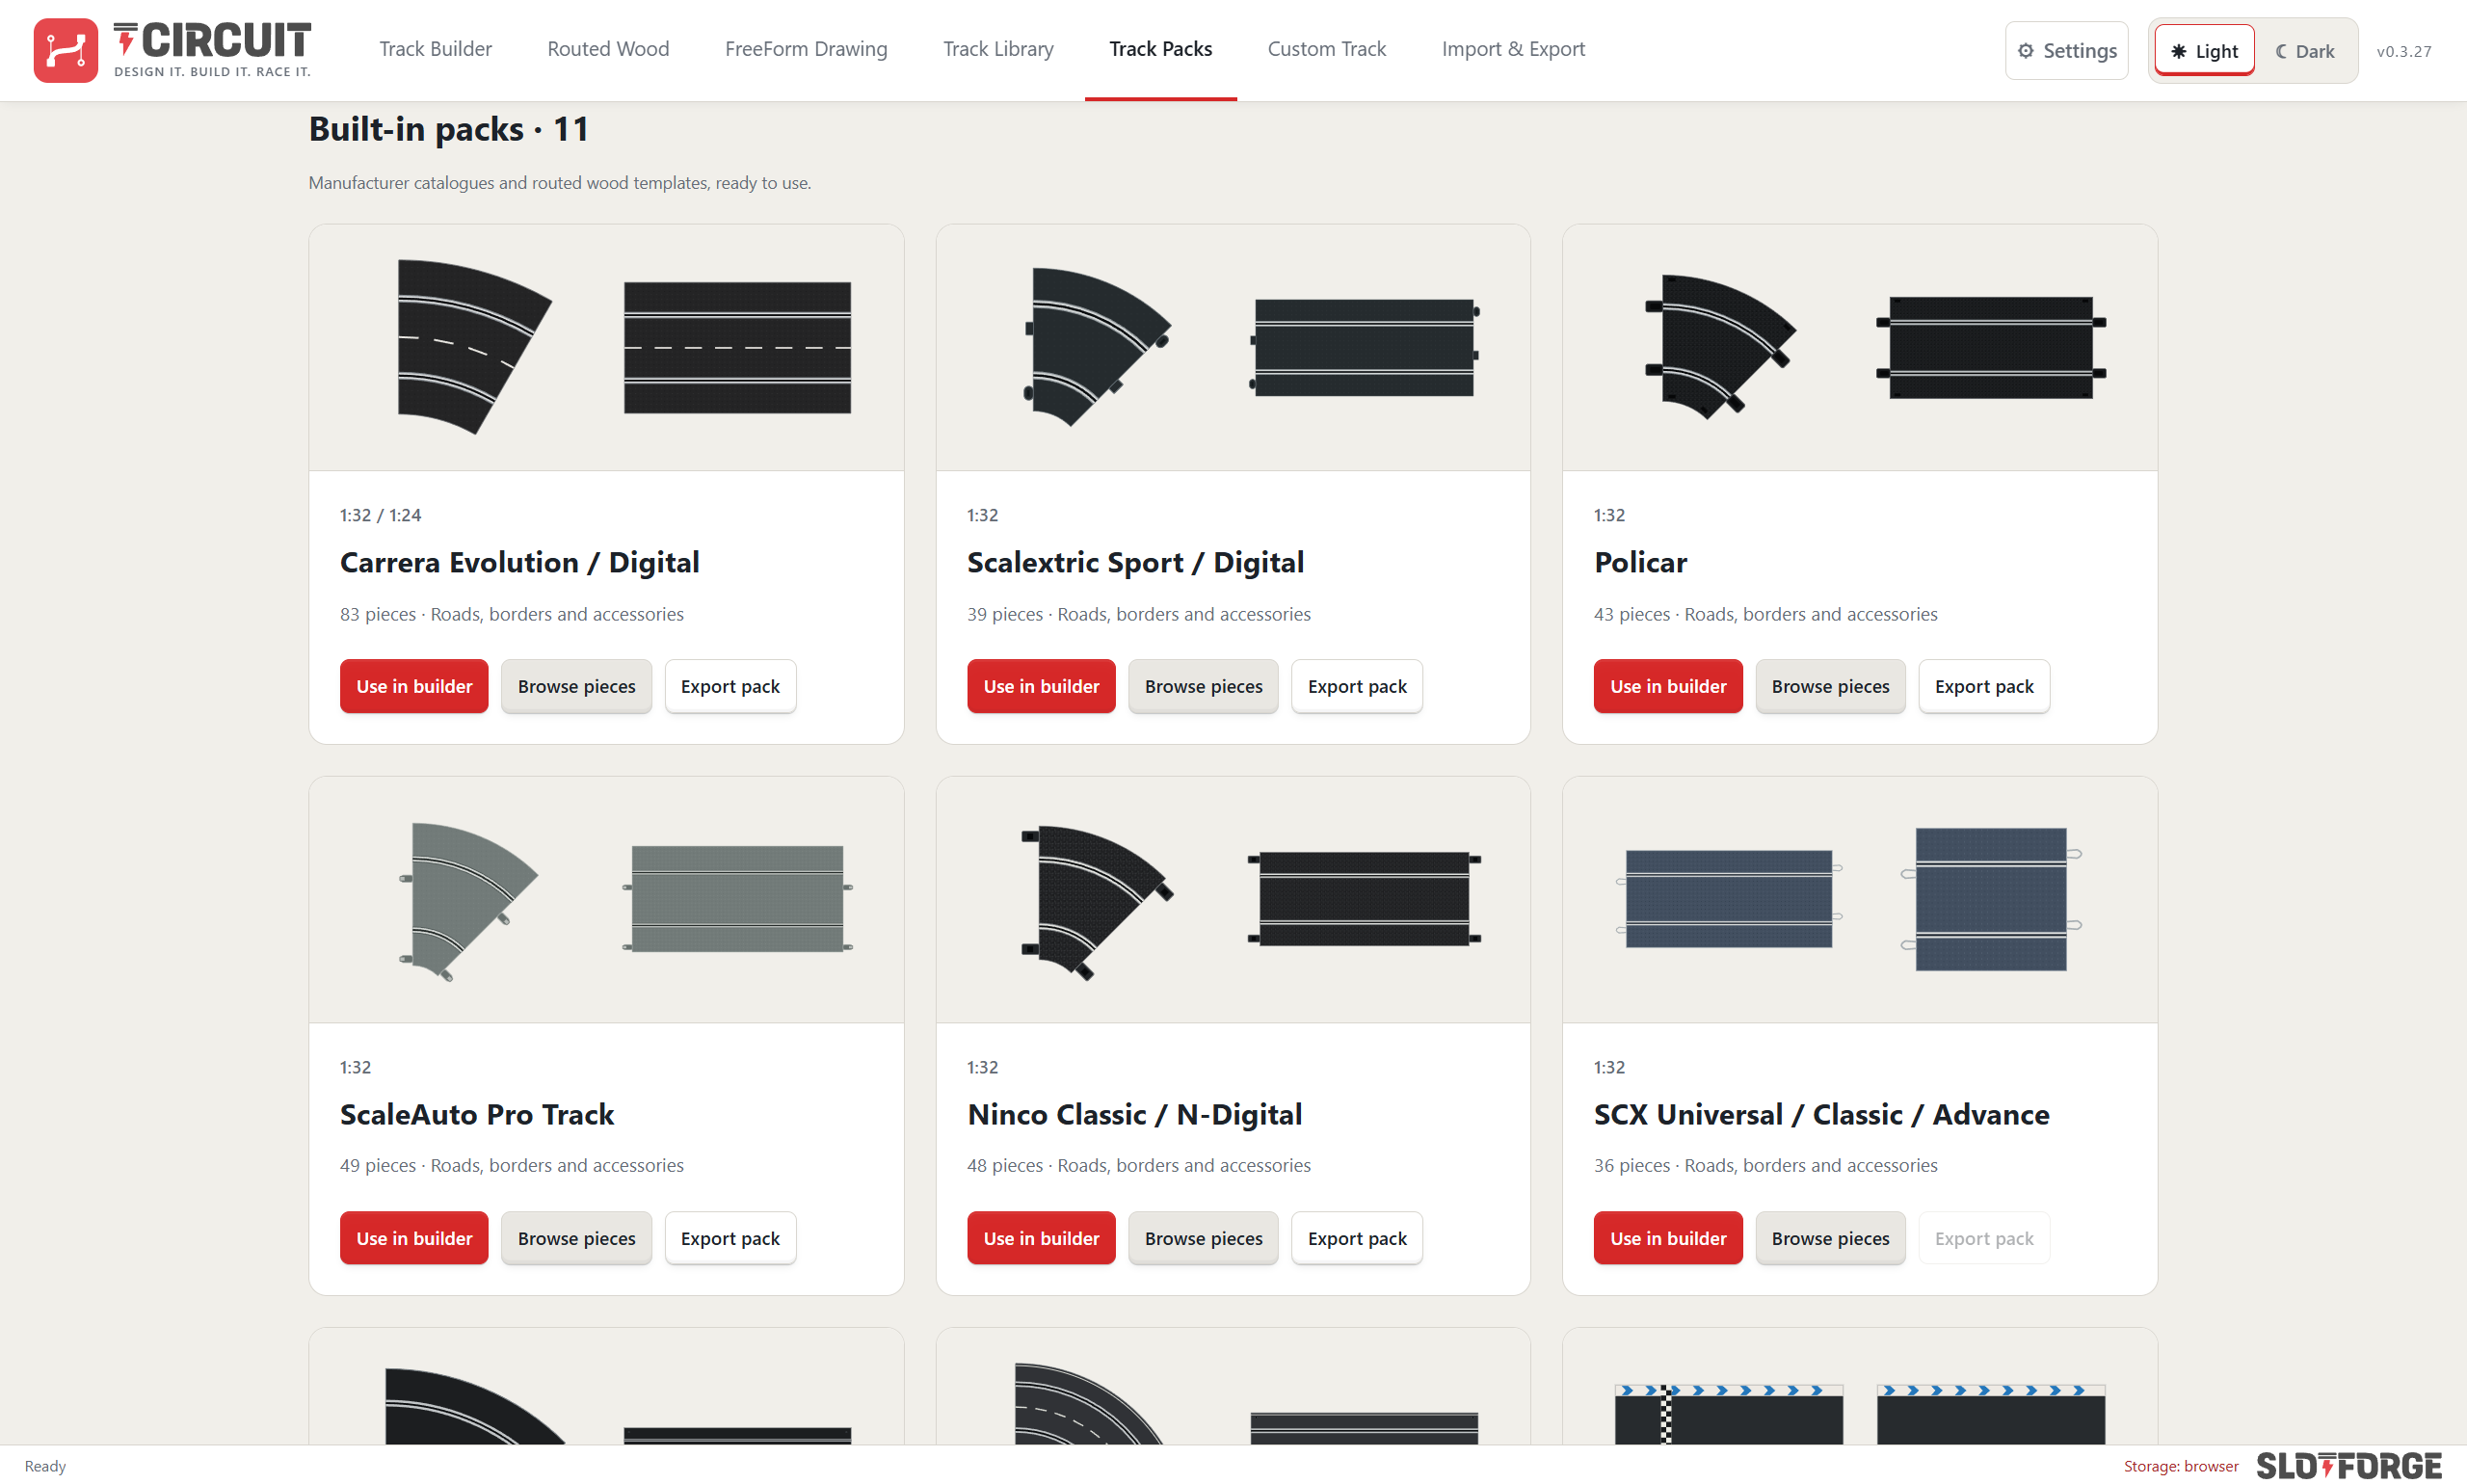 CIRCUIT
DESIGN IT. BUILD IT. RACE IT.
Track Builder
Routed Wood
FreeForm Drawing
Track Library
Track Packs
Custom Track
Import & Export
Settings
Light
Dark
v0.3.27
Built-in packs · 11
Manufacturer catalogues and routed wood templates, ready to use.
1:32 / 1:24
Carrera Evolution / Digital
83 pieces · Roads, borders and accessories
Use in builder
Browse pieces
Export pack
1:32
Scalextric Sport / Digital
39 pieces · Roads, borders and accessories
Use in builder
Browse pieces
Export pack
1:32
Policar
43 pieces · Roads, borders and accessories
Use in builder
Browse pieces
Export pack
1:32
ScaleAuto Pro Track
49 pieces · Roads, borders and accessories
Use in builder
Browse pieces
Export pack
1:32
Ninco Classic / N-Digital
48 pieces · Roads, borders and accessories
Use in builder
Browse pieces
Export pack
1:32
SCX Universal / Classic / Advance
36 pieces · Roads, borders and accessories
Use in builder
Browse pieces
Export pack
Ready
Storage: browser
SLOTFORGE